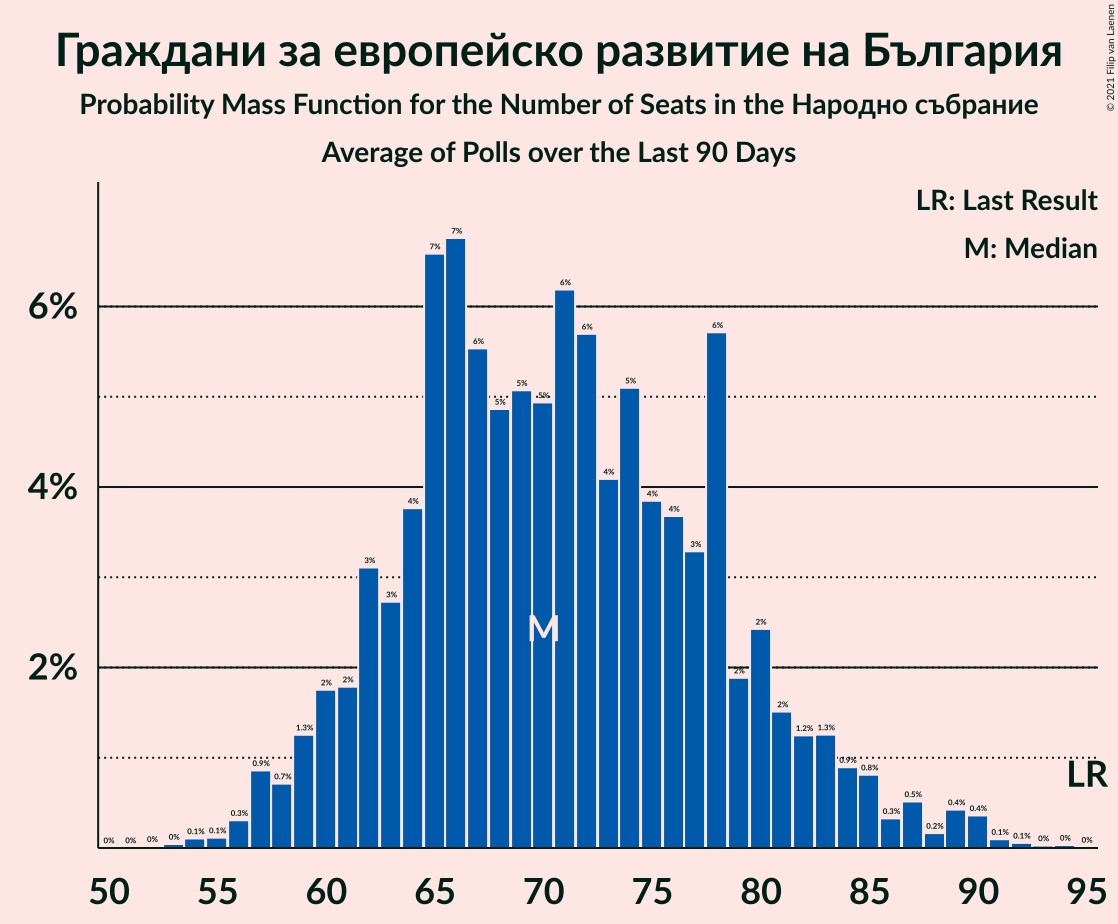 Граждани за европейско развитие на България
Probability Mass Function for the Number of Seats in the Народно събрание
Average of Polls over the Last 90 Days
© 2021 Filip van Laenen
LR: Last Result
M: Median
6%
4%
2%
0% 0% 0% 0% 0.1% 0.1% 0.3% 0.9% 0.7% 1.3% 2% 2% 3% 3% 4% 7% 7% 6% 5% 5% 5% 6% 6% 4% 5% 4% 4% 3% 6% 2% 2% 2% 1.2% 1.3% 0.9% 0.8% 0.3% 0.5% 0.2% 0.4% 0.4% 0.1% 0.1% 0% 0% 0%
M
LR
50 55 60 65 70 75 80 85 90 95